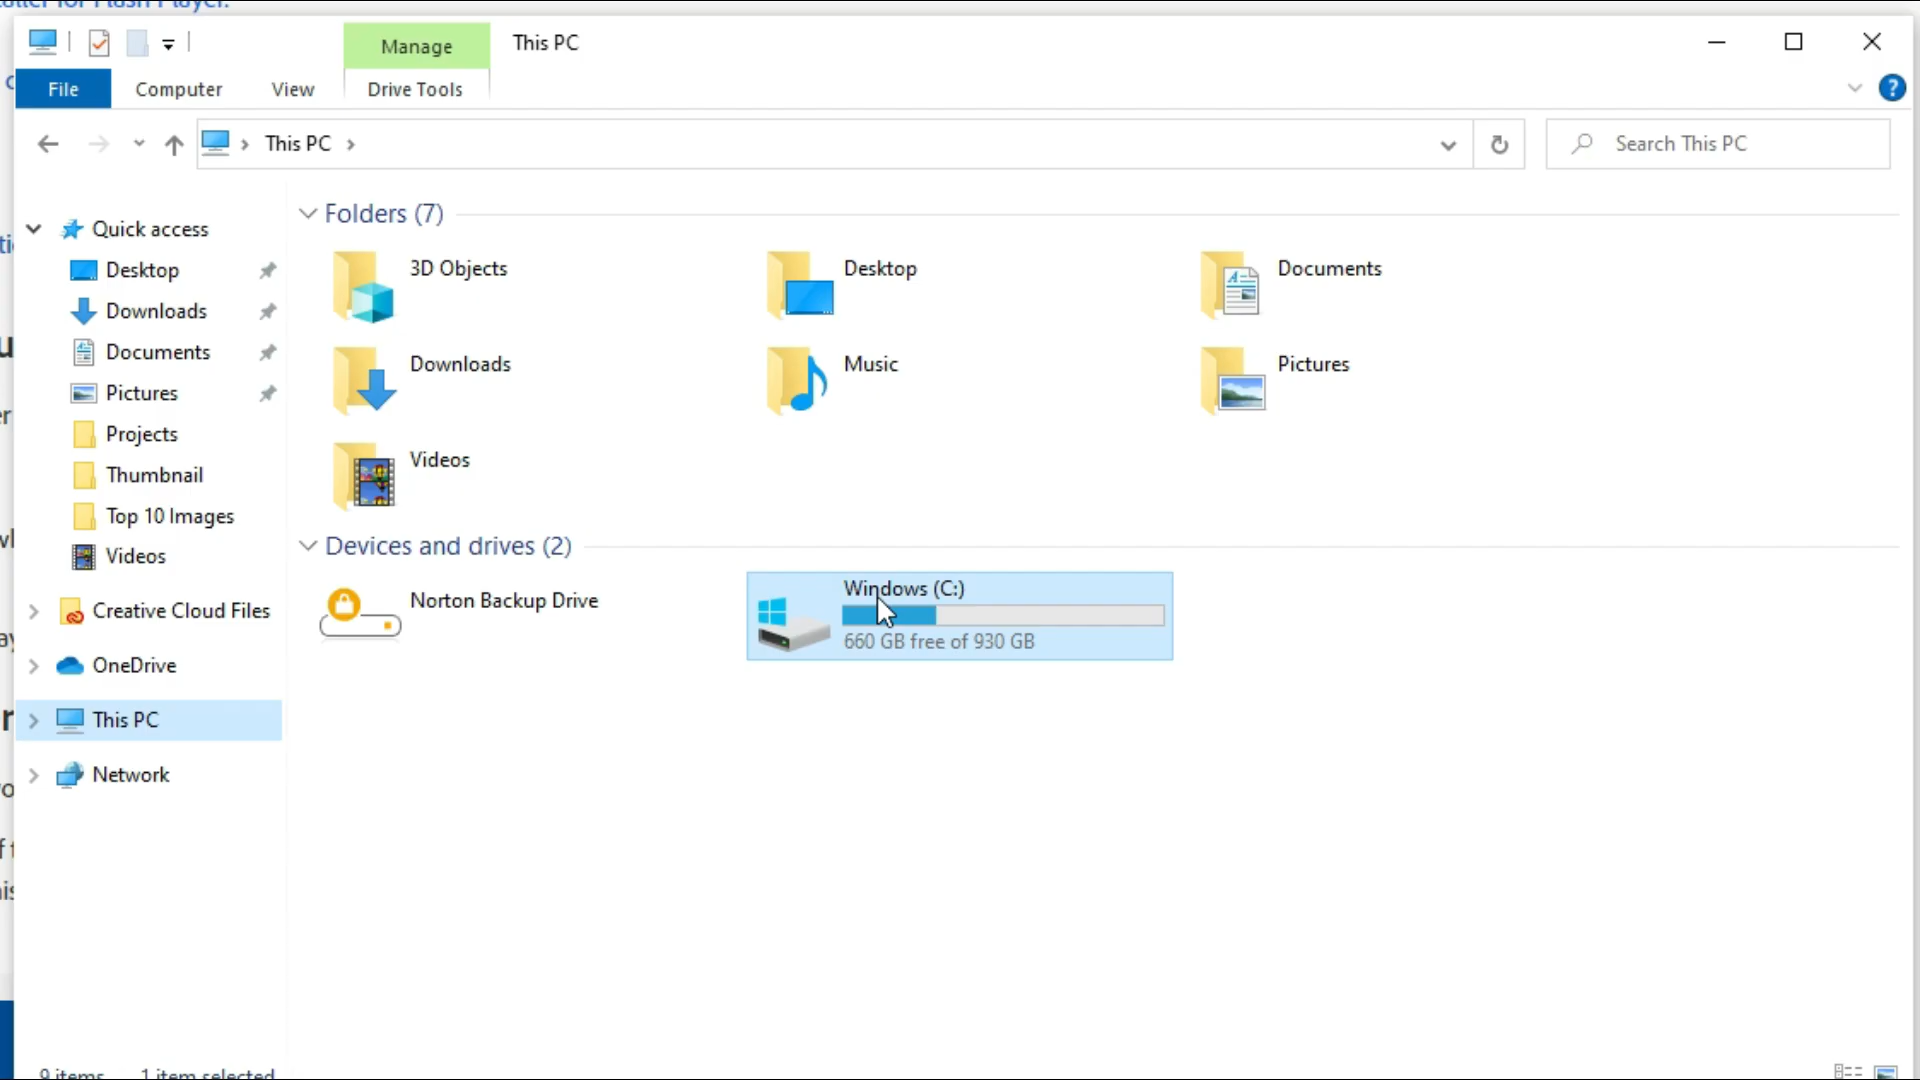 Manage
This PC
File
Computer
View
Drive Tools
This PC
Search This PC
Quick access
Desktop
Downloads
Documents
Pictures
Projects
Thumbnail
Top 10 Images
Videos
Creative Cloud Files
OneDrive
This PC
Network
Folders (7)
3D Objects
Desktop
Documents
Downloads
Music
Pictures
Videos
Devices and drives (2)
Norton Backup Drive
Windows (C:)
660 GB free of 930 GB
9 items
1 item selected